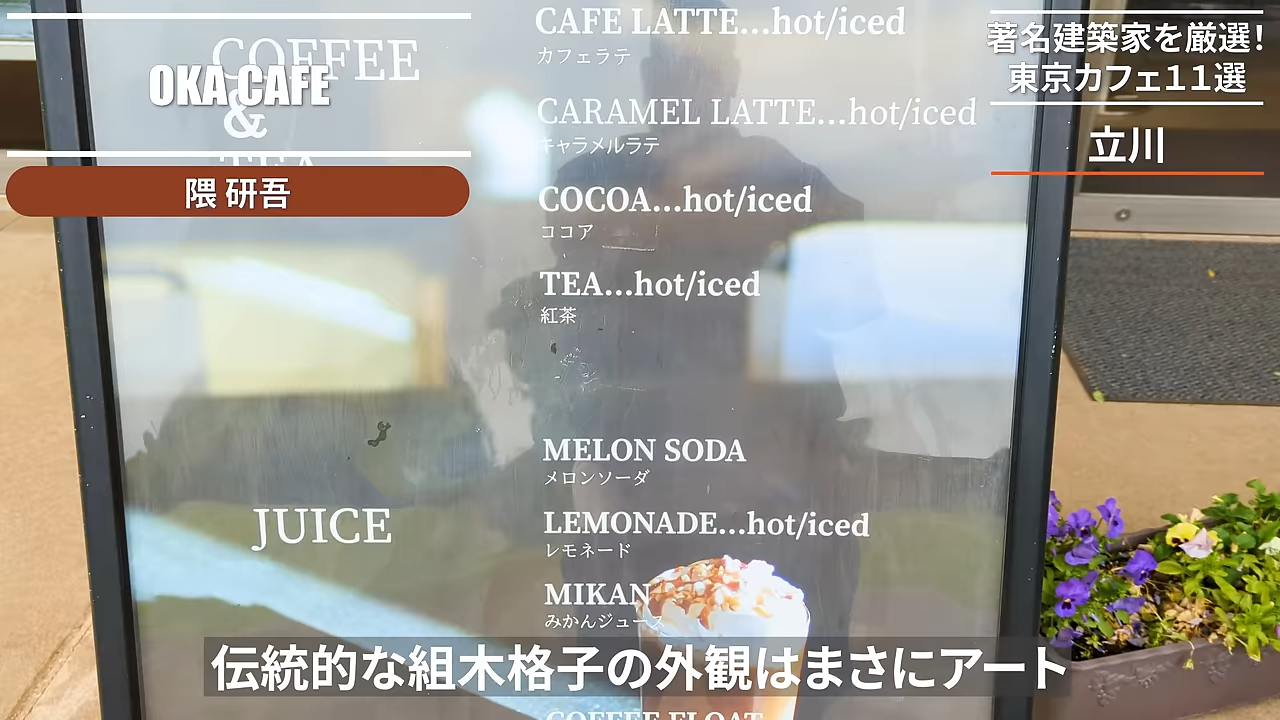 COFFEE
&
TEA
OKA CAFE
隈 研吾
著名建築家を厳選!
東京カフェ11選
立川
CAFE LATTE...hot/iced
カフェラテ
CARAMEL LATTE...hot/iced
キャラメルラテ
COCOA...hot/iced
ココア
TEA...hot/iced
紅茶
JUICE
MELON SODA
メロンソーダ
LEMONADE...hot/iced
レモネード
MIKAN
みかんジュース
COFFEE FLOAT
伝統的な組木格子の外観はまさにアート